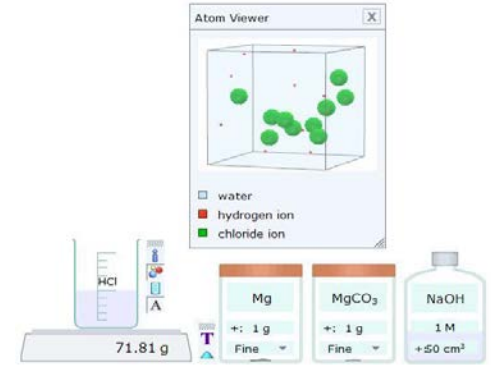 Atom Viewer
X
water
hydrogen ion
chloride ion
HCl
A
71.81 g
T
Mg
+: 1 g
Fine
MgCO3
+: 1 g
Fine
NaOH
1 M
+50 cm³